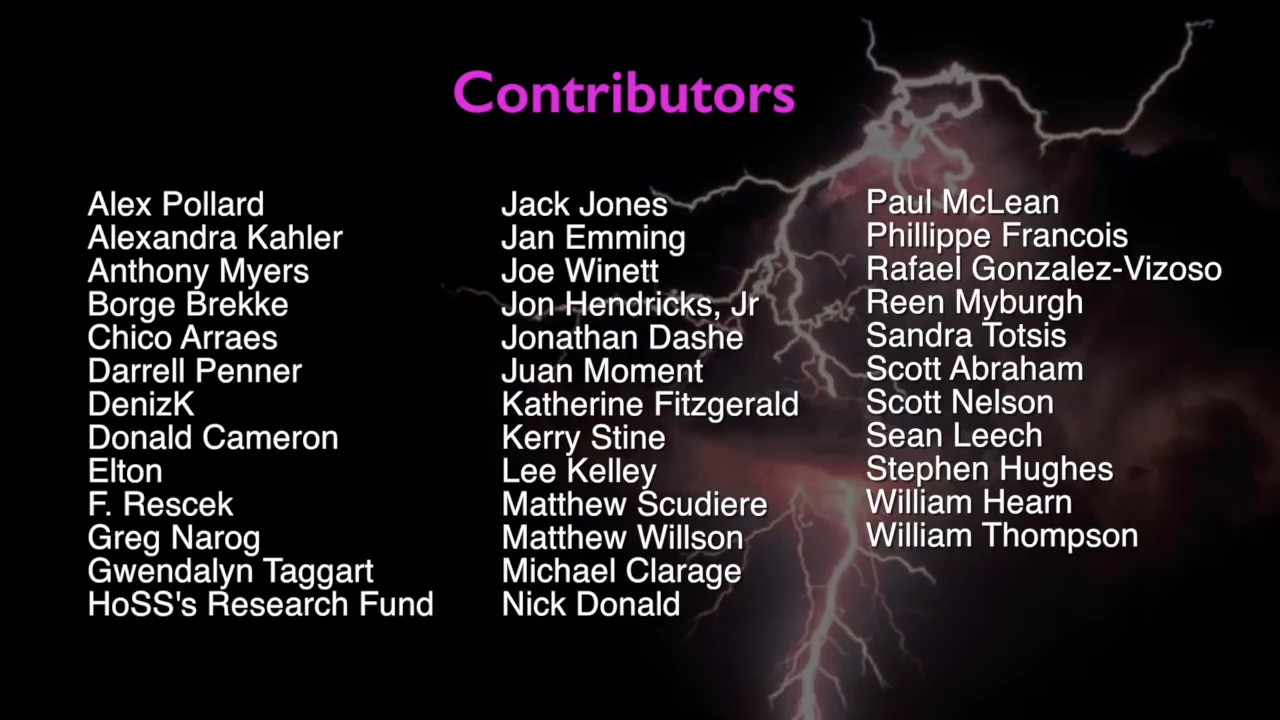 Contributors
Alex Pollard
Alexandra Kahler
Anthony Myers
Borge Brekke
Chico Arraes
Darrell Penner
DenizK
Donald Cameron
Elton
F. Rescek
Greg Narog
Gwendalyn Taggart
HoSS's Research Fund
Jack Jones
Jan Emming
Joe Winett
Jon Hendricks, Jr
Jonathan Dashe
Juan Moment
Katherine Fitzgerald
Kerry Stine
Lee Kelley
Matthew Scudiere
Matthew Willson
Michael Clarage
Nick Donald
Paul McLean
Phillippe Francois
Rafael Gonzalez-Vizoso
Reen Myburgh
Sandra Totsis
Scott Abraham
Scott Nelson
Sean Leech
Stephen Hughes
William Hearn
William Thompson